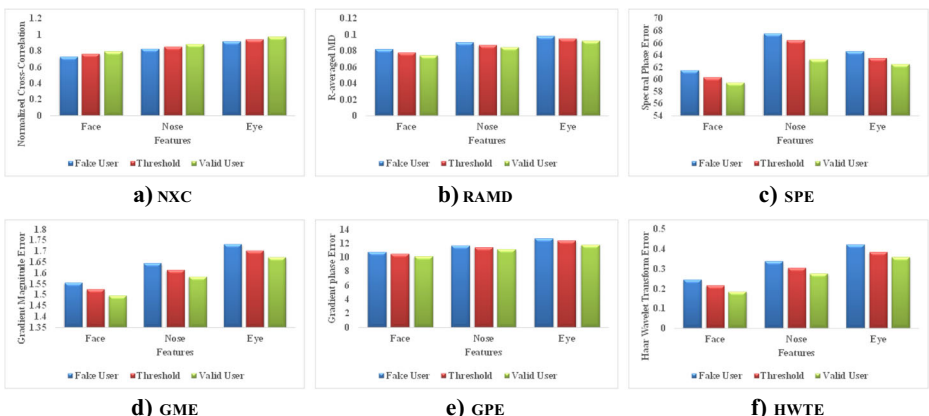 Normalized Cross-Correlation
1.2
1
0.8
0.6
0.4
0.2
0
Face Nose Eye
Features
Fake User Threshold Valid User
a) NXC
R-averaged MD
0.12
0.1
0.08
0.06
0.04
0.02
0
Face Nose Eye
Features
Fake User Threshold Valid User
b) RAMD
Spectral Phase Error
70
68
66
64
62
60
58
56
54
Face Nose Eye
Features
Fake User Threshold Valid User
c) SPE
Gradient Magnitude Error
1.8
1.75
1.7
1.65
1.6
1.55
1.5
1.45
1.4
1.35
Face Nose Eye
Features
Fake User Threshold Valid User
d) GME
Gradient phase Error
14
12
10
8
6
4
2
0
Face Nose Eye
Features
Fake User Threshold Valid User
e) GPE
Haar Wavelet Transform Error
0.5
0.4
0.3
0.2
0.1
0
Face Nose Eye
Features
Fake User Threshold Valid User
f) HWTE